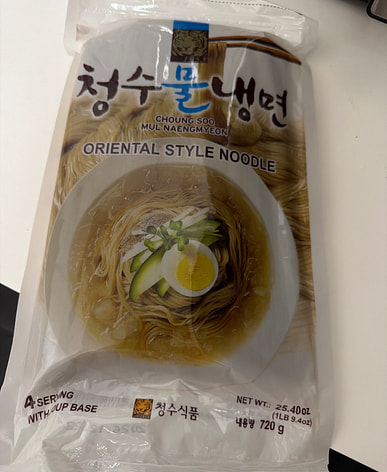 청수물냉면
CHOUNG SOO
MUL NAENGMYEON
ORIENTAL STYLE NOODLE
4 SERVING
WITH SOUP BASE
청수식품
NET WT.: 25.40oz
(1LB 9.4oz)
내용량 720 g